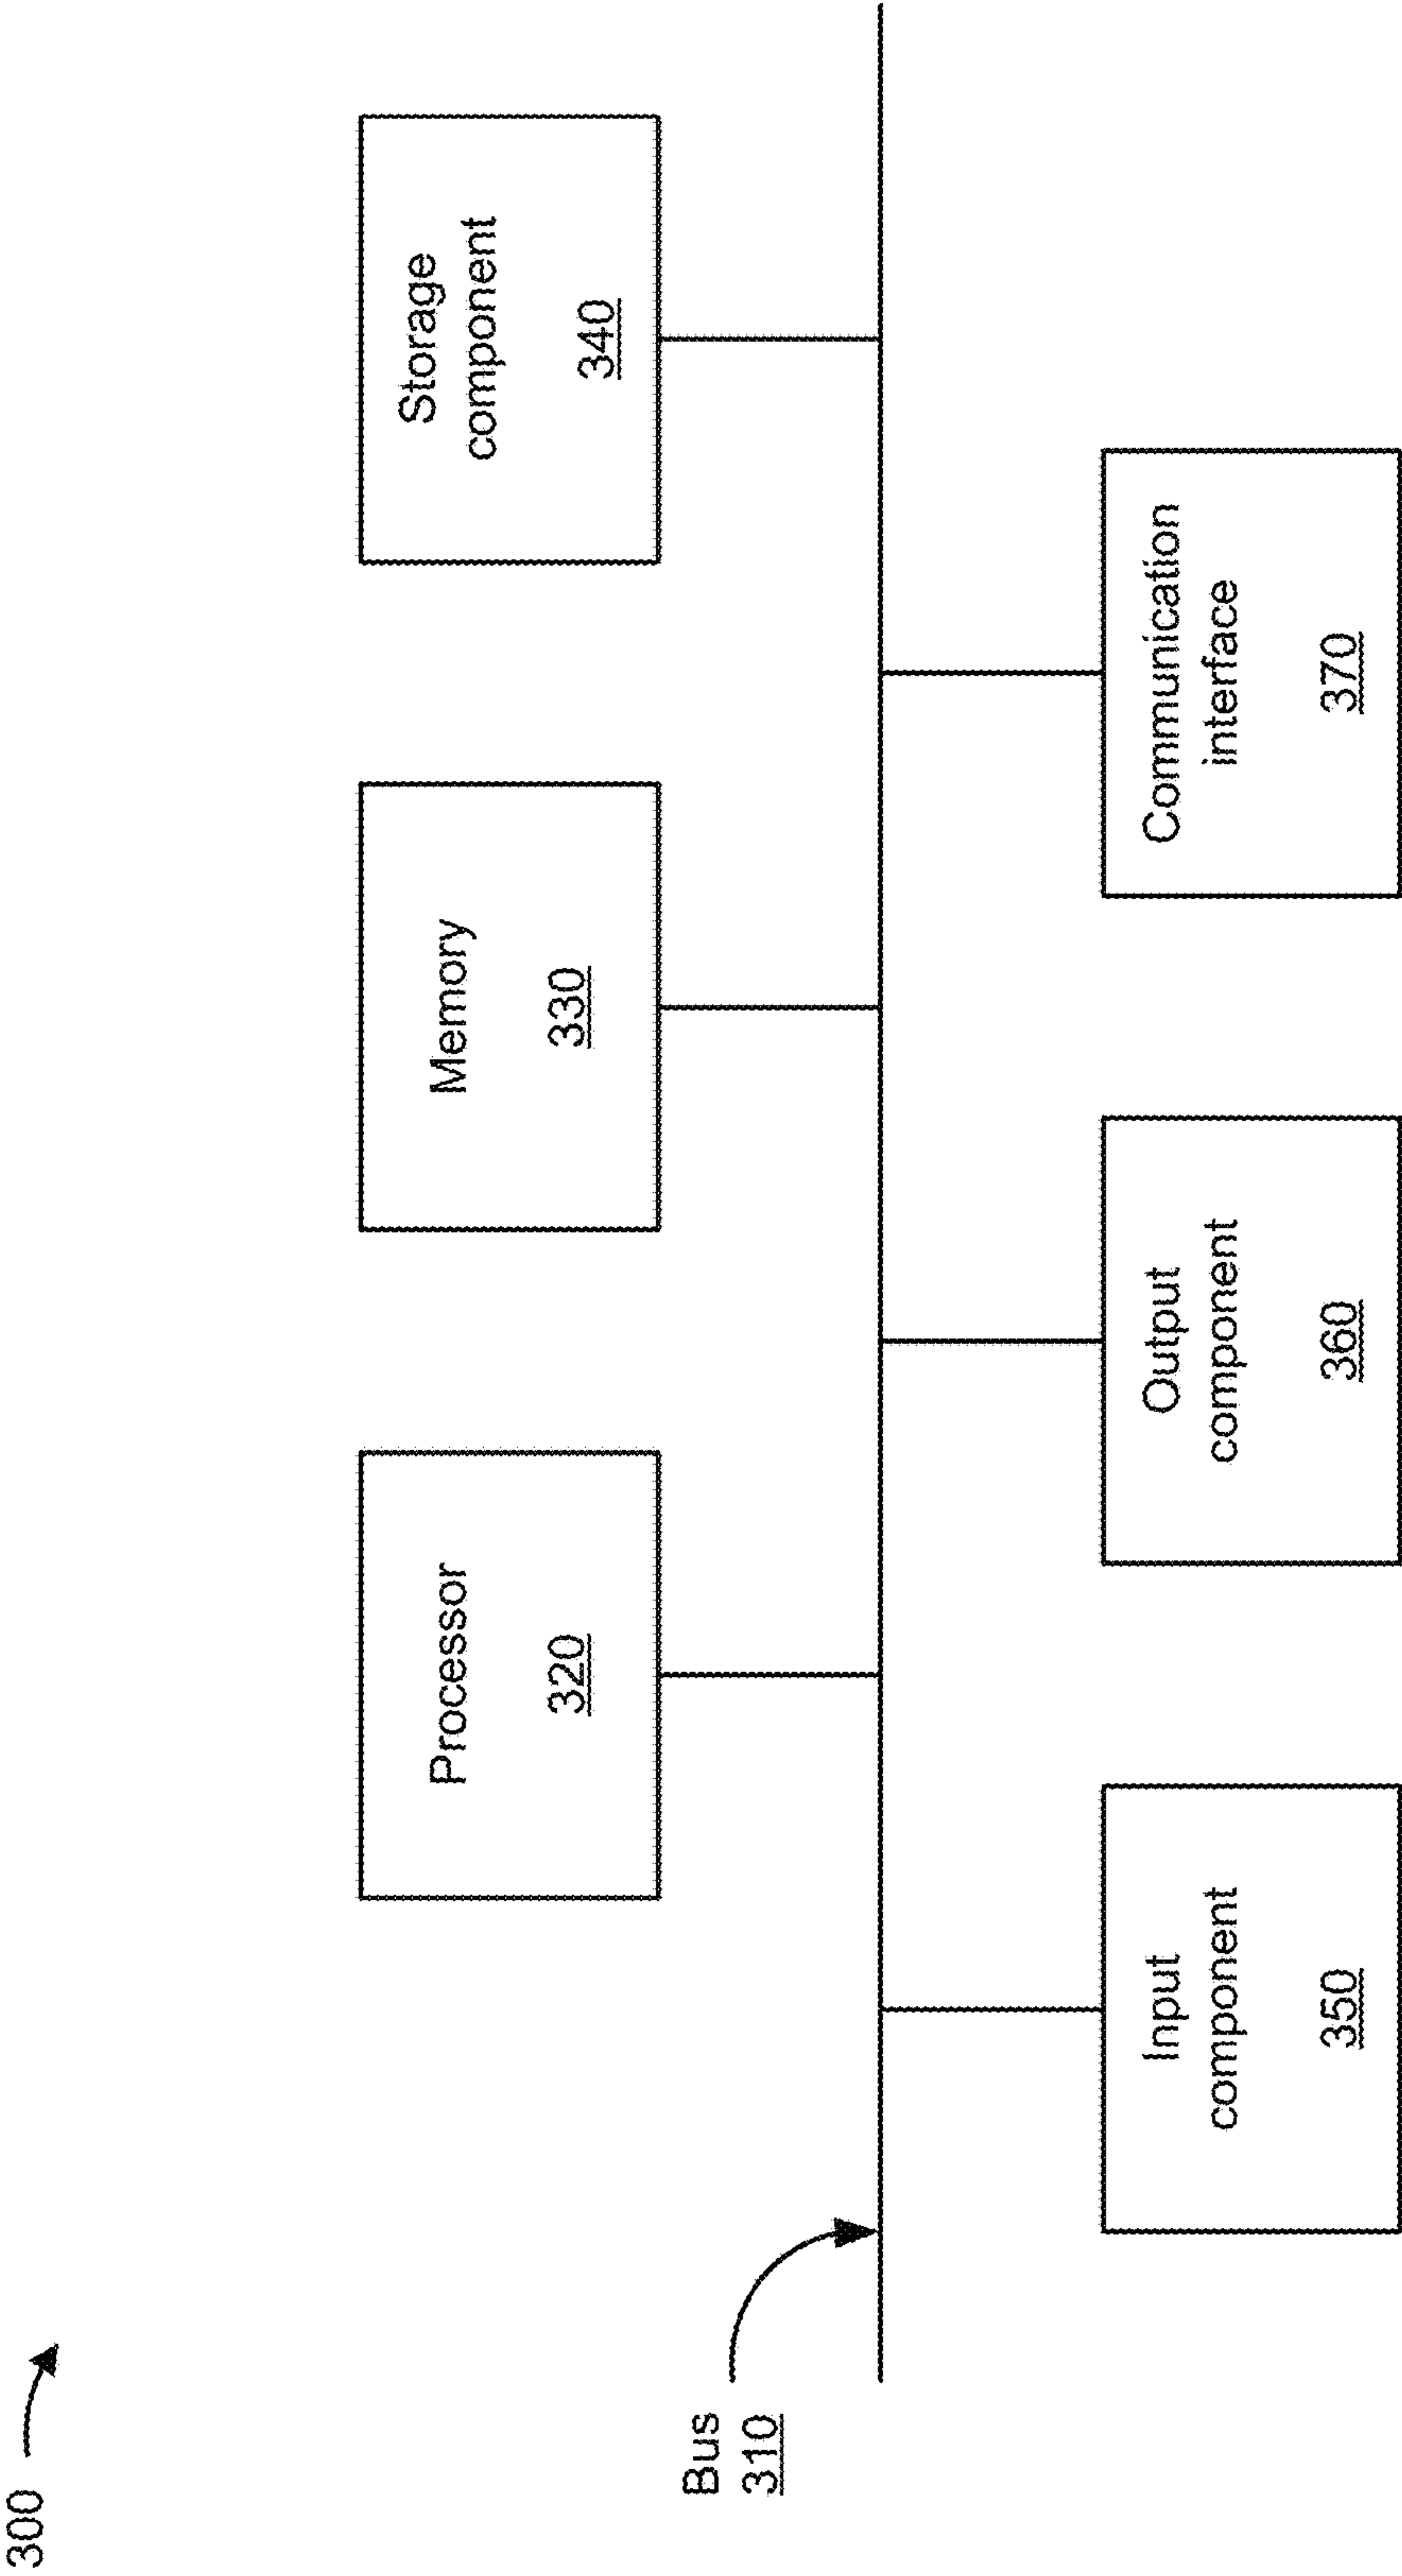 300
Processor
320
Memory
330
Storage
component
340
Bus
310
Input
component
350
Output
component
360
Communication
interface
370